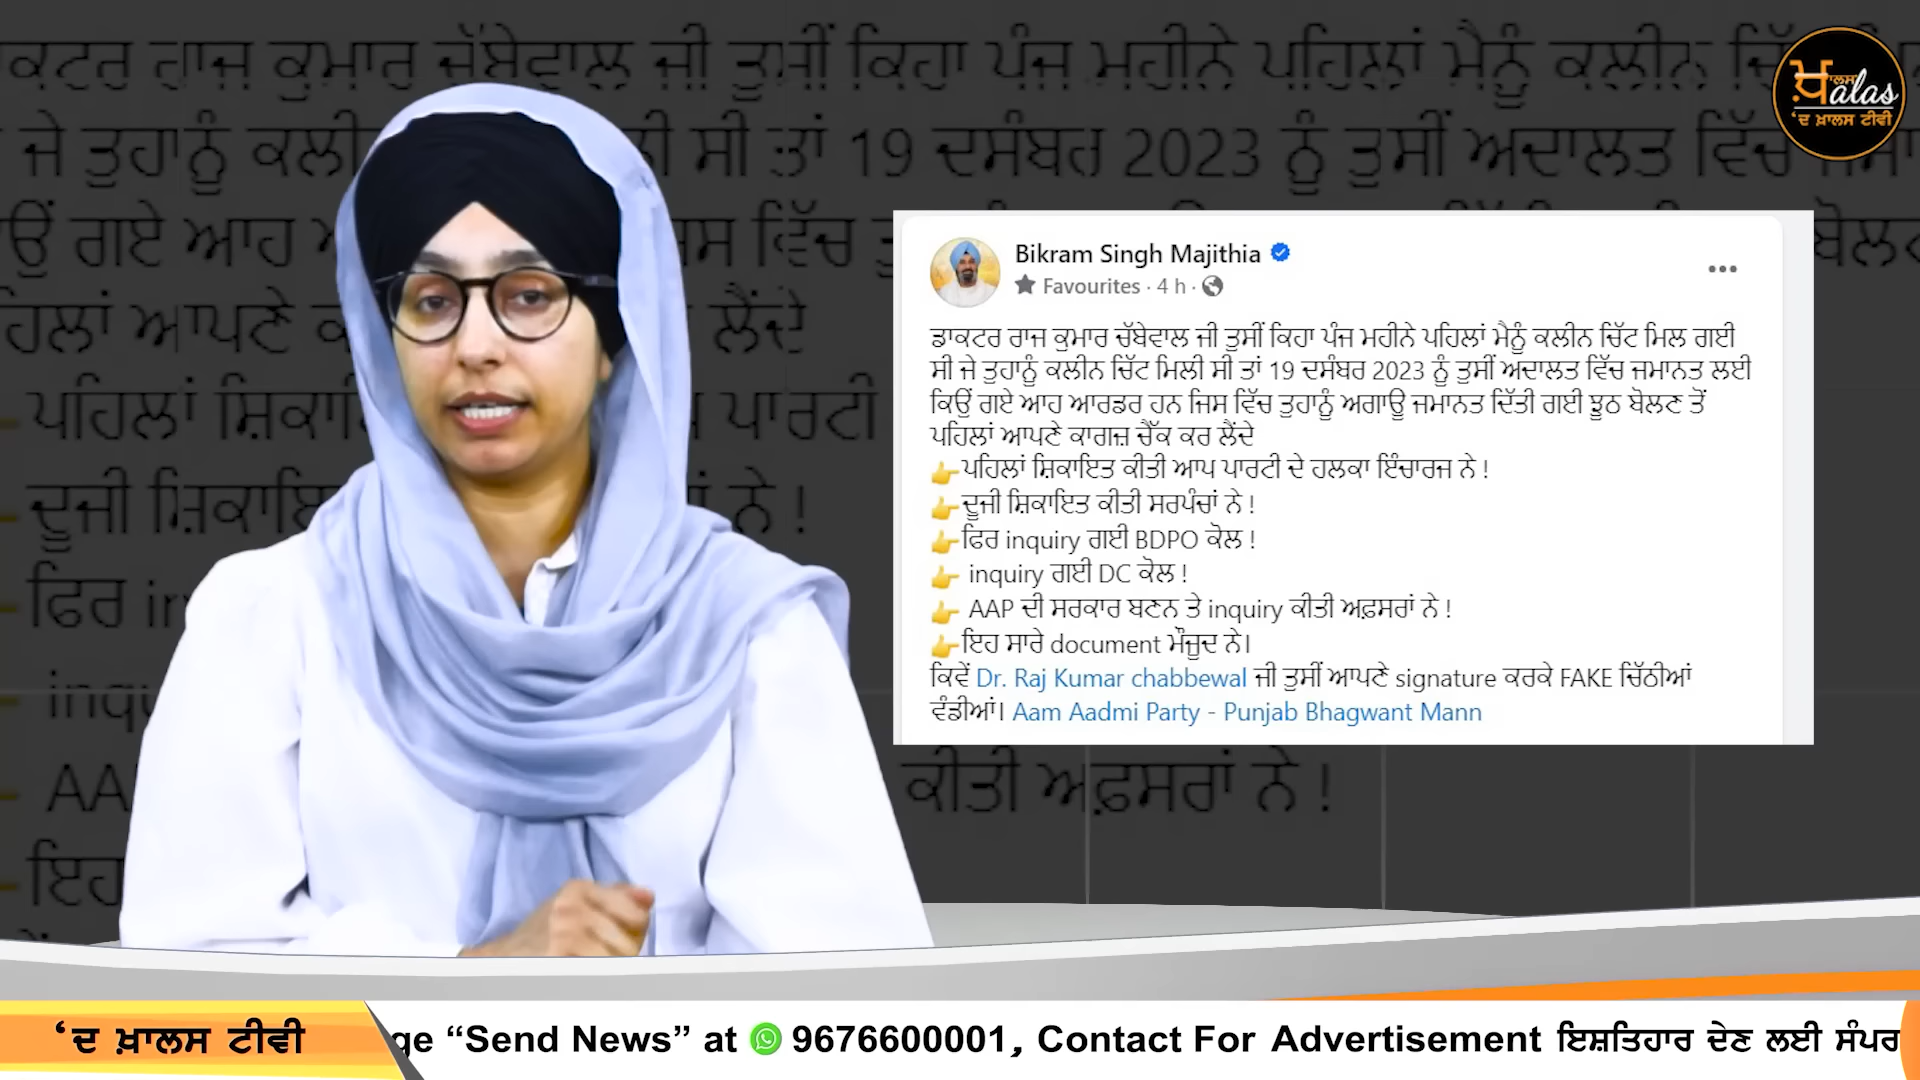 ਖ਼ਾਲਸ
alas
'ਦ ਖ਼ਾਲਸ ਟੀਵੀ
Bikram Singh Majithia
Favourites · 4 h ·
ਡਾਕਟਰ ਰਾਜ ਕੁਮਾਰ ਚੱਬੇਵਾਲ ਜੀ ਤੁਸੀਂ ਕਿਹਾ ਪੰਜ ਮਹੀਨੇ ਪਹਿਲਾਂ ਮੈਨੂੰ ਕਲੀਨ ਚਿੱਟ ਮਿਲ ਗਈ
ਸੀ ਜੇ ਤੁਹਾਨੂੰ ਕਲੀਨ ਚਿੱਟ ਮਿਲੀ ਸੀ ਤਾਂ 19 ਦਸੰਬਰ 2023 ਨੂੰ ਤੁਸੀਂ ਅਦਾਲਤ ਵਿੱਚ ਜਮਾਨਤ ਲਈ
ਕਿਉਂ ਗਏ ਆਹ ਆਰਡਰ ਹਨ ਜਿਸ ਵਿੱਚ ਤੁਹਾਨੂੰ ਅਗਾਊ ਜਮਾਨਤ ਦਿੱਤੀ ਗਈ ਝੂਠ ਬੋਲਣ ਤੋਂ
ਪਹਿਲਾਂ ਆਪਣੇ ਕਾਗਜ਼ ਚੈੱਕ ਕਰ ਲੈਂਦੇ
👉ਪਹਿਲਾਂ ਸ਼ਿਕਾਇਤ ਕੀਤੀ ਆਪ ਪਾਰਟੀ ਦੇ ਹਲਕਾ ਇੰਚਾਰਜ ਨੇ !
👉ਦੂਜੀ ਸ਼ਿਕਾਇਤ ਕੀਤੀ ਸਰਪੰਚਾਂ ਨੇ !
👉ਫਿਰ inquiry ਗਈ BDPO ਕੋਲ !
👉 inquiry ਗਈ DC ਕੋਲ !
👉 AAP ਦੀ ਸਰਕਾਰ ਬਣਨ ਤੇ inquiry ਕੀਤੀ ਅਫ਼ਸਰਾਂ ਨੇ !
👉ਇਹ ਸਾਰੇ document ਮੌਜੂਦ ਨੇ।
ਕਿਵੇਂ Dr. Raj Kumar chabbewal ਜੀ ਤੁਸੀਂ ਆਪਣੇ signature ਕਰਕੇ FAKE ਚਿੱਠੀਆਂ
ਵੰਡੀਆਂ। Aam Aadmi Party - Punjab Bhagwant Mann
'ਦ ਖ਼ਾਲਸ ਟੀਵੀ
"Send News" at 9676600001, Contact For Advertisement ਇਸ਼ਤਿਹਾਰ ਦੇਣ ਲਈ